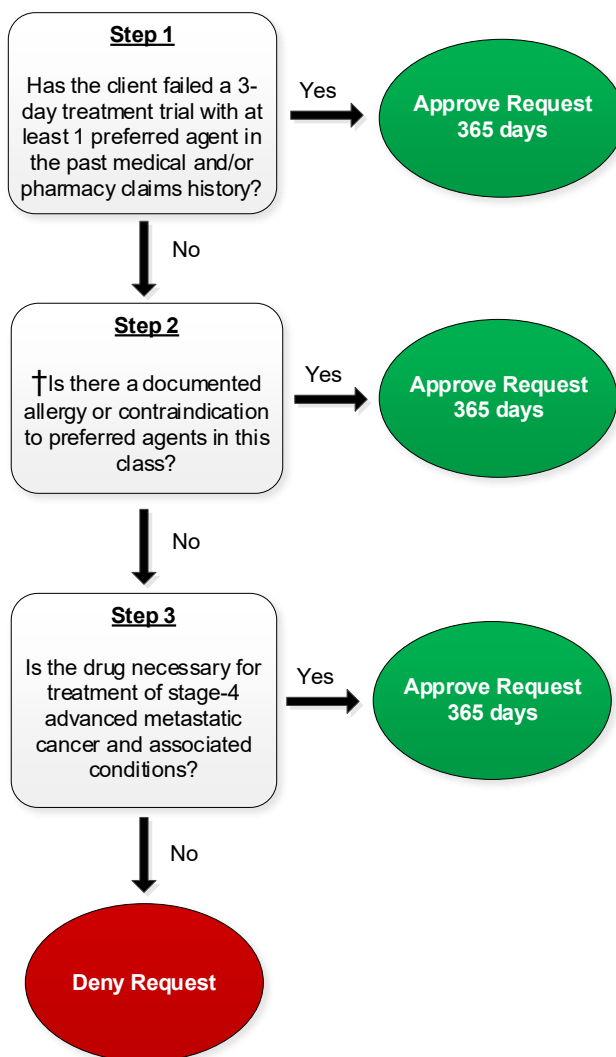 Step 1
Has the client failed a 3-
day treatment trial with at
least 1 preferred agent in
the past medical and/or
pharmacy claims history?
Yes
Approve Request
365 days
No
Step 2
†Is there a documented
allergy or contraindication
to preferred agents in this
class?
Yes
Approve Request
365 days
No
Step 3
Is the drug necessary for
treatment of stage-4
advanced metastatic
cancer and associated
conditions?
Yes
Approve Request
365 days
No
Deny Request